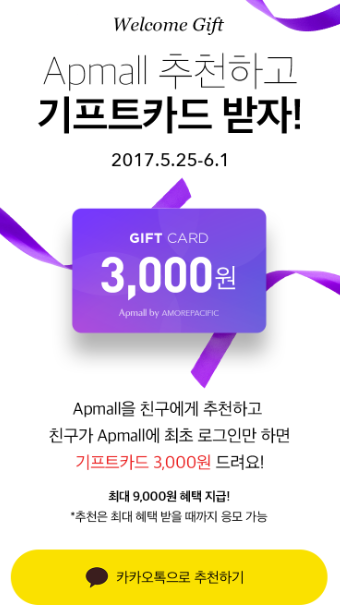 Welcome Gift
Apmall 추천하고
기프트카드 받자!
2017.5.25-6.1
GIFT CARD
3,000원
Apmall by AMOREPACIFIC
Apmall을 친구에게 추천하고
친구가 Apmall에 최초 로그인만 하면
기프트카드 3,000원 드려요!
최대 9,000원 혜택 지급!
*추천은 최대 혜택 받을 때까지 응모 가능
카카오톡으로 추천하기